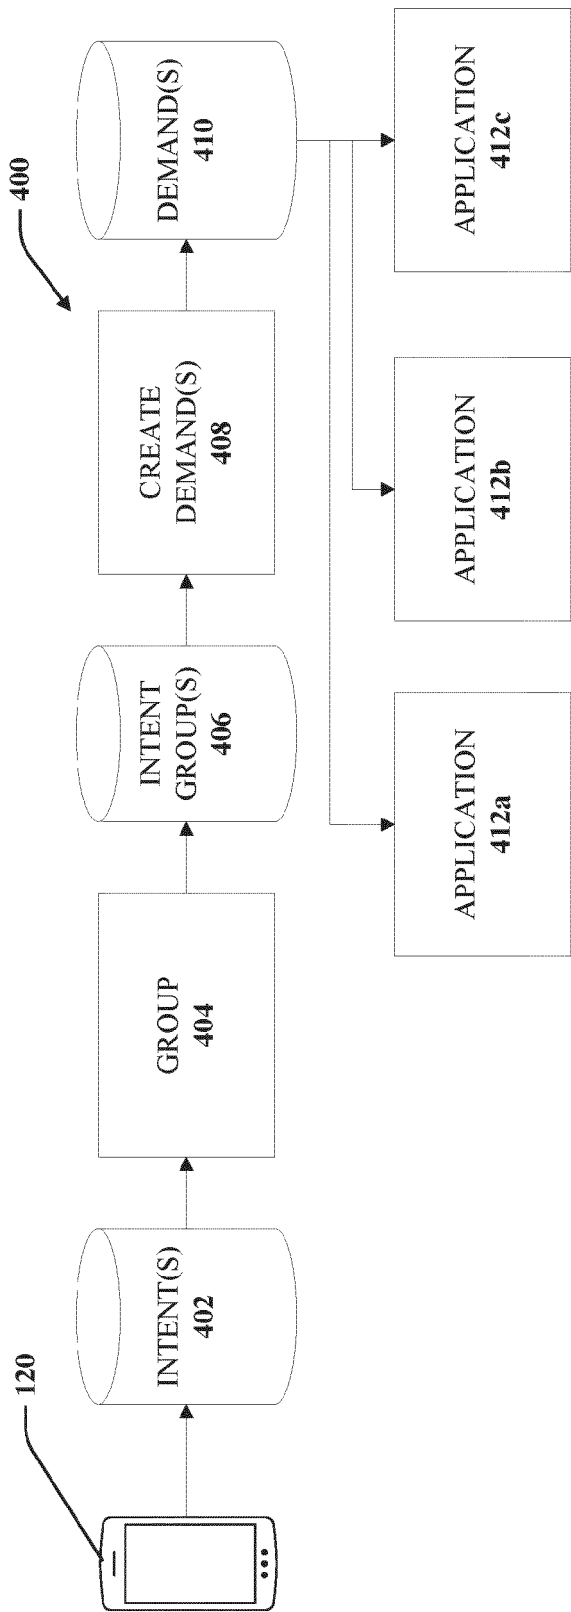 400
120
INTENT(S)
402
GROUP
404
INTENT
GROUP(S)
406
CREATE
DEMAND(S)
408
DEMAND(S)
410
APPLICATION
412a
APPLICATION
412b
APPLICATION
412c